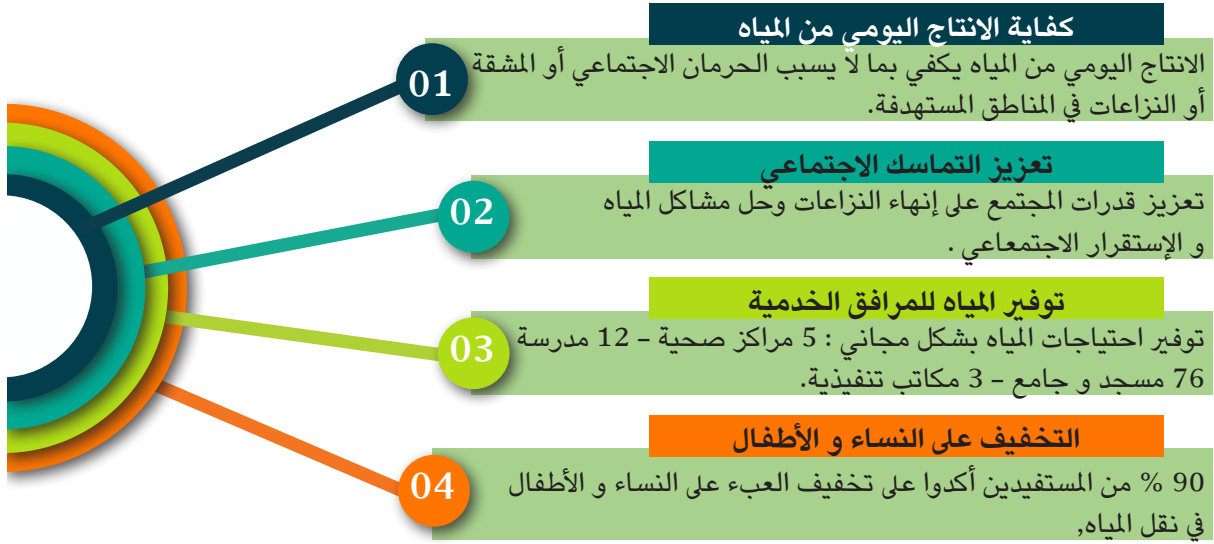 كفاية الانتاج اليومي من المياه
01
الانتاج اليومي من المياه يكفي بما لا يسبب الحرمان الاجتماعي أو المشقة
أو النزاعات في المناطق المستهدفة.
تعزيز التماسك الاجتماعي
02
تعزيز قدرات المجتمع على إنهاء النزاعات وحل مشاكل المياه
و الإستقرار الاجتمعاعي .
توفير المياه للمرافق الخدمية
03
توفير احتياجات المياه بشكل مجاني : 5 مراكز صحية – 12 مدرسة
76 مسجد و جامع – 3 مكاتب تنفيذية.
التخفيف على النساء و الأطفال
04
90 % من المستفيدين أكدوا على تخفيف العبء على النساء و الأطفال
في نقل المياه,